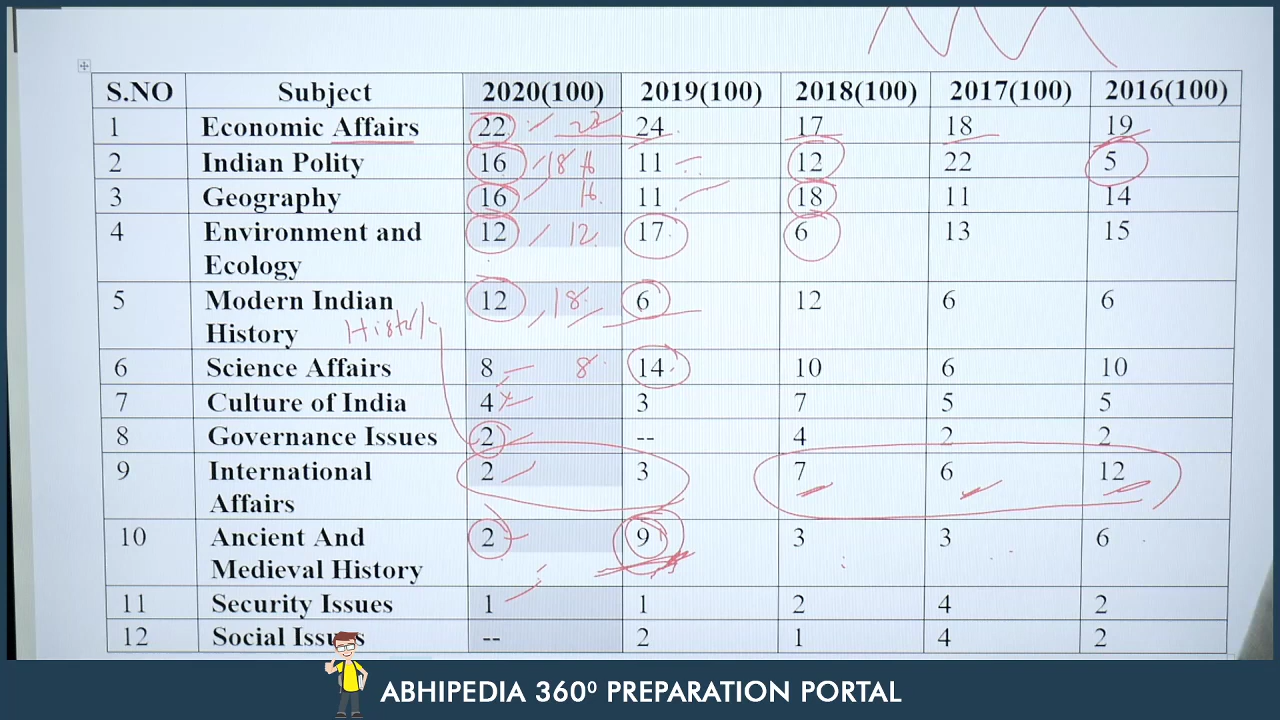 S.NO Subject 2020(100) 2019(100) 2018(100) 2017(100) 2016(100)
1 Economic Affairs 22 24 17 18 19
2 Indian Polity 16 18 11 12 22 5
3 Geography 16 11 18 11 14
4 Environment and 12 12 17 6 13 15
Ecology
5 Modern Indian 12 18 6 12 6 6
History
6 Science Affairs 8 8 14 10 6 10
7 Culture of India 4 3 7 5 5
8 Governance Issues 2 -- 4 2 2
9 International 2 3 7 6 12
Affairs
10 Ancient And 2 9 3 3 6
Medieval History
11 Security Issues 1 1 2 4 2
12 Social Issues -- 2 1 4 2
ABHIPEDIA 360⁰ PREPARATION PORTAL